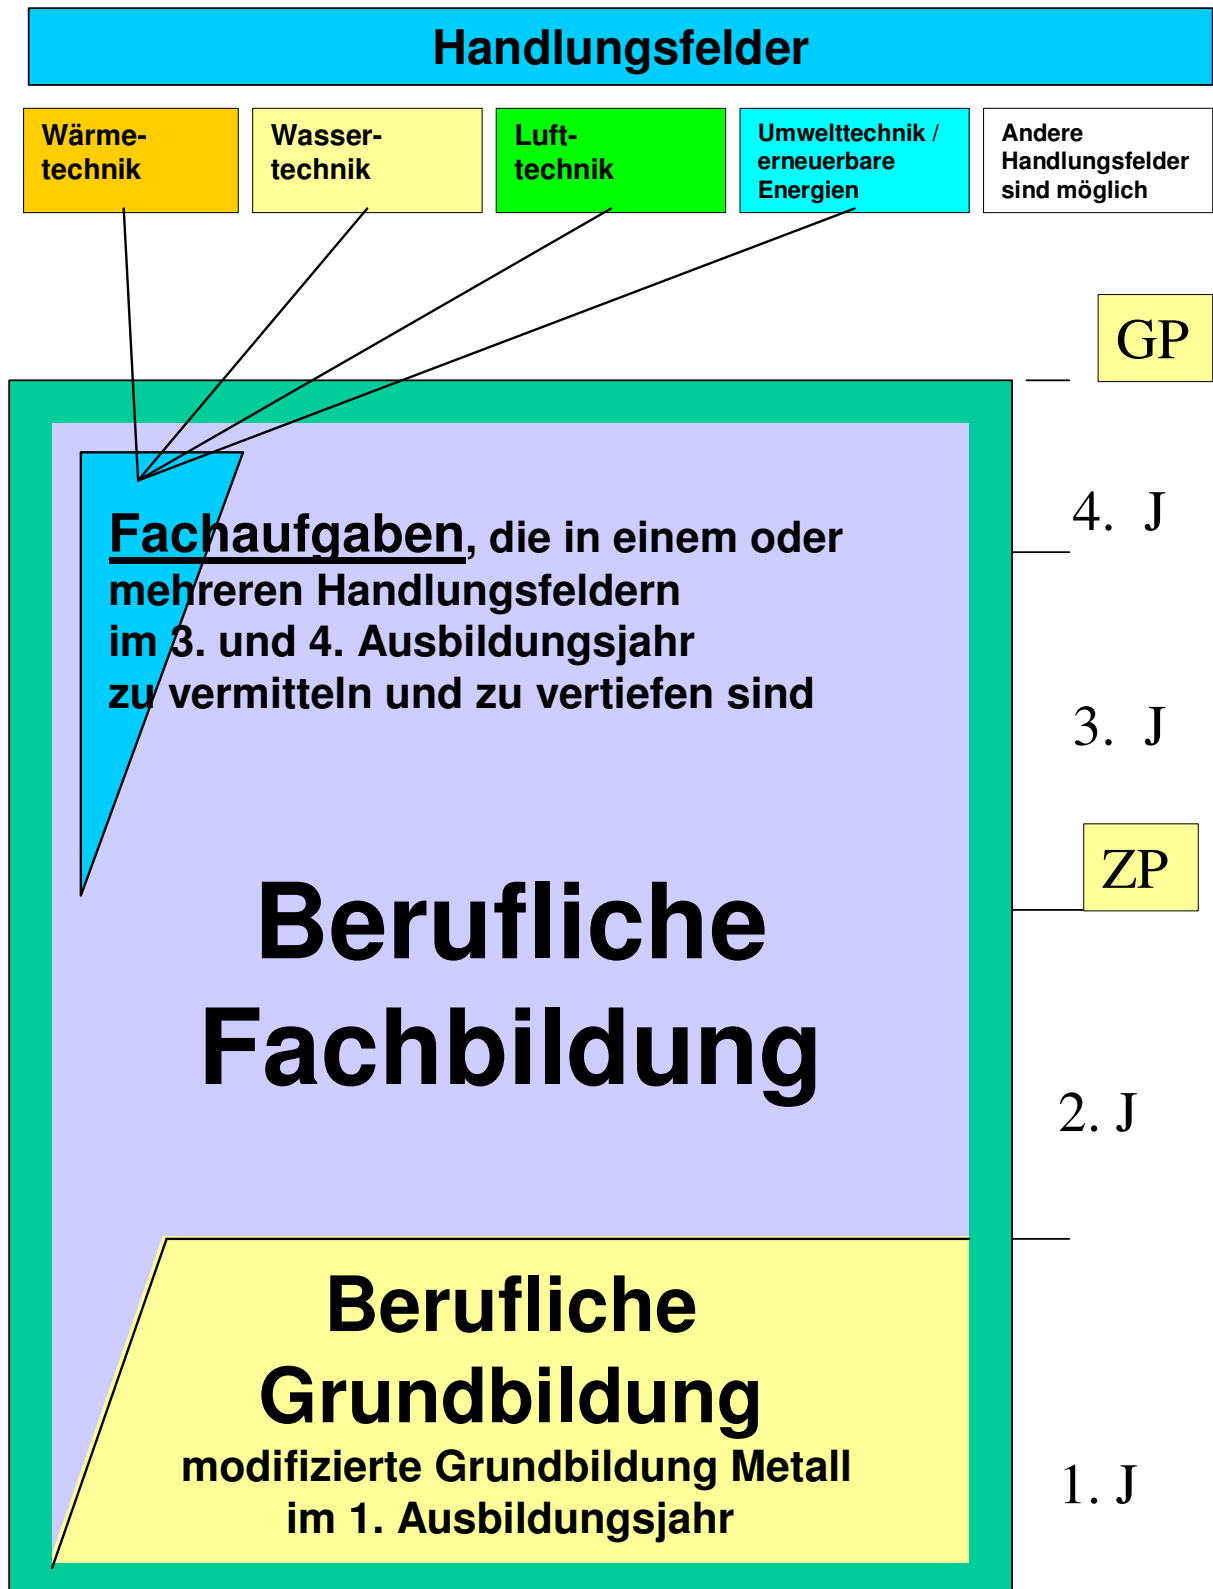 Handlungsfelder
Wärme-
technik
Wasser-
technik
Luft-
technik
Umwelttechnik /
erneuerbare
Energien
Andere
Handlungsfelder
sind möglich
GP
4. J
Fachaufgaben, die in einem oder
mehreren Handlungsfeldern
im 3. und 4. Ausbildungsjahr
zu vermitteln und zu vertiefen sind
3. J
ZP
Berufliche
Fachbildung
2. J
Berufliche
Grundbildung
modifizierte Grundbildung Metall
im 1. Ausbildungsjahr
1. J